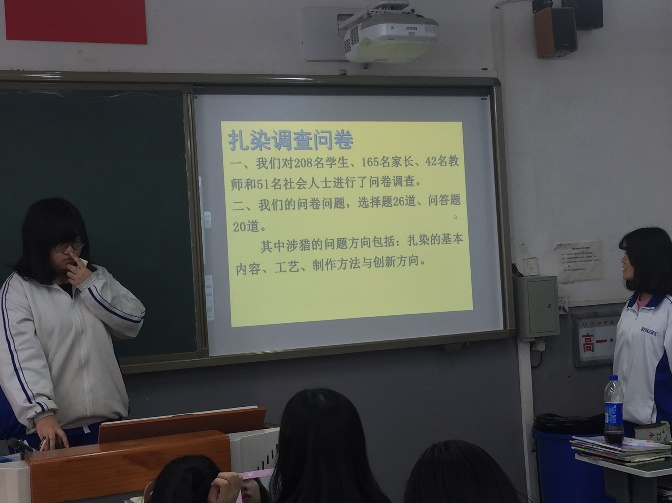 扎染调查问卷
一、我们对208名学生、165名家长、42名教
师和51名社会人士进行了问卷调查。
二、我们的问卷问题，选择题26道、问答题
20道。
其中涉猎的问题方向包括：扎染的基本
内容、工艺、制作方法与创新方向。
高一